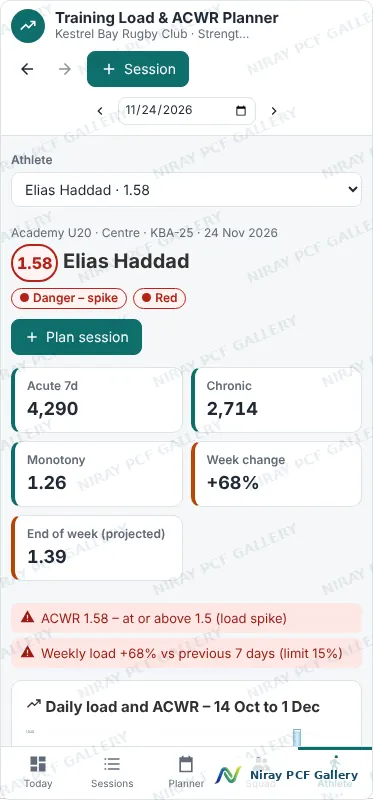 Training Load & ACWR Planner
Kestrel Bay Rugby Club · Strengt...
Session
11/24/2026
Athlete
Elias Haddad · 1.58
Academy U20 · Centre · KBA-25 · 24 Nov 2026
1.58 Elias Haddad
Danger – spike Red
+ Plan session
Acute 7d Chronic
4,290 2,714
Monotony Week change
1.26 +68%
End of week (projected)
1.39
ACWR 1.58 – at or above 1.5 (load spike)
Weekly load +68% vs previous 7 days (limit 15%)
Daily load and ACWR – 14 Oct to 1 Dec
Today Sessions Planner Squad Athlete
Niray PCF Gallery
NIRAY PCF GALLERY